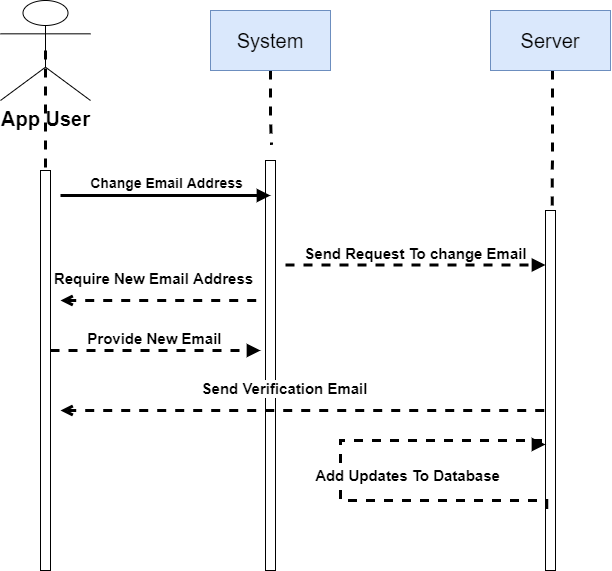 System
Server
App User
Change Email Address
Send Request To change Email
Require New Email Address
Provide New Email
Send Verification Email
Add Updates To Database